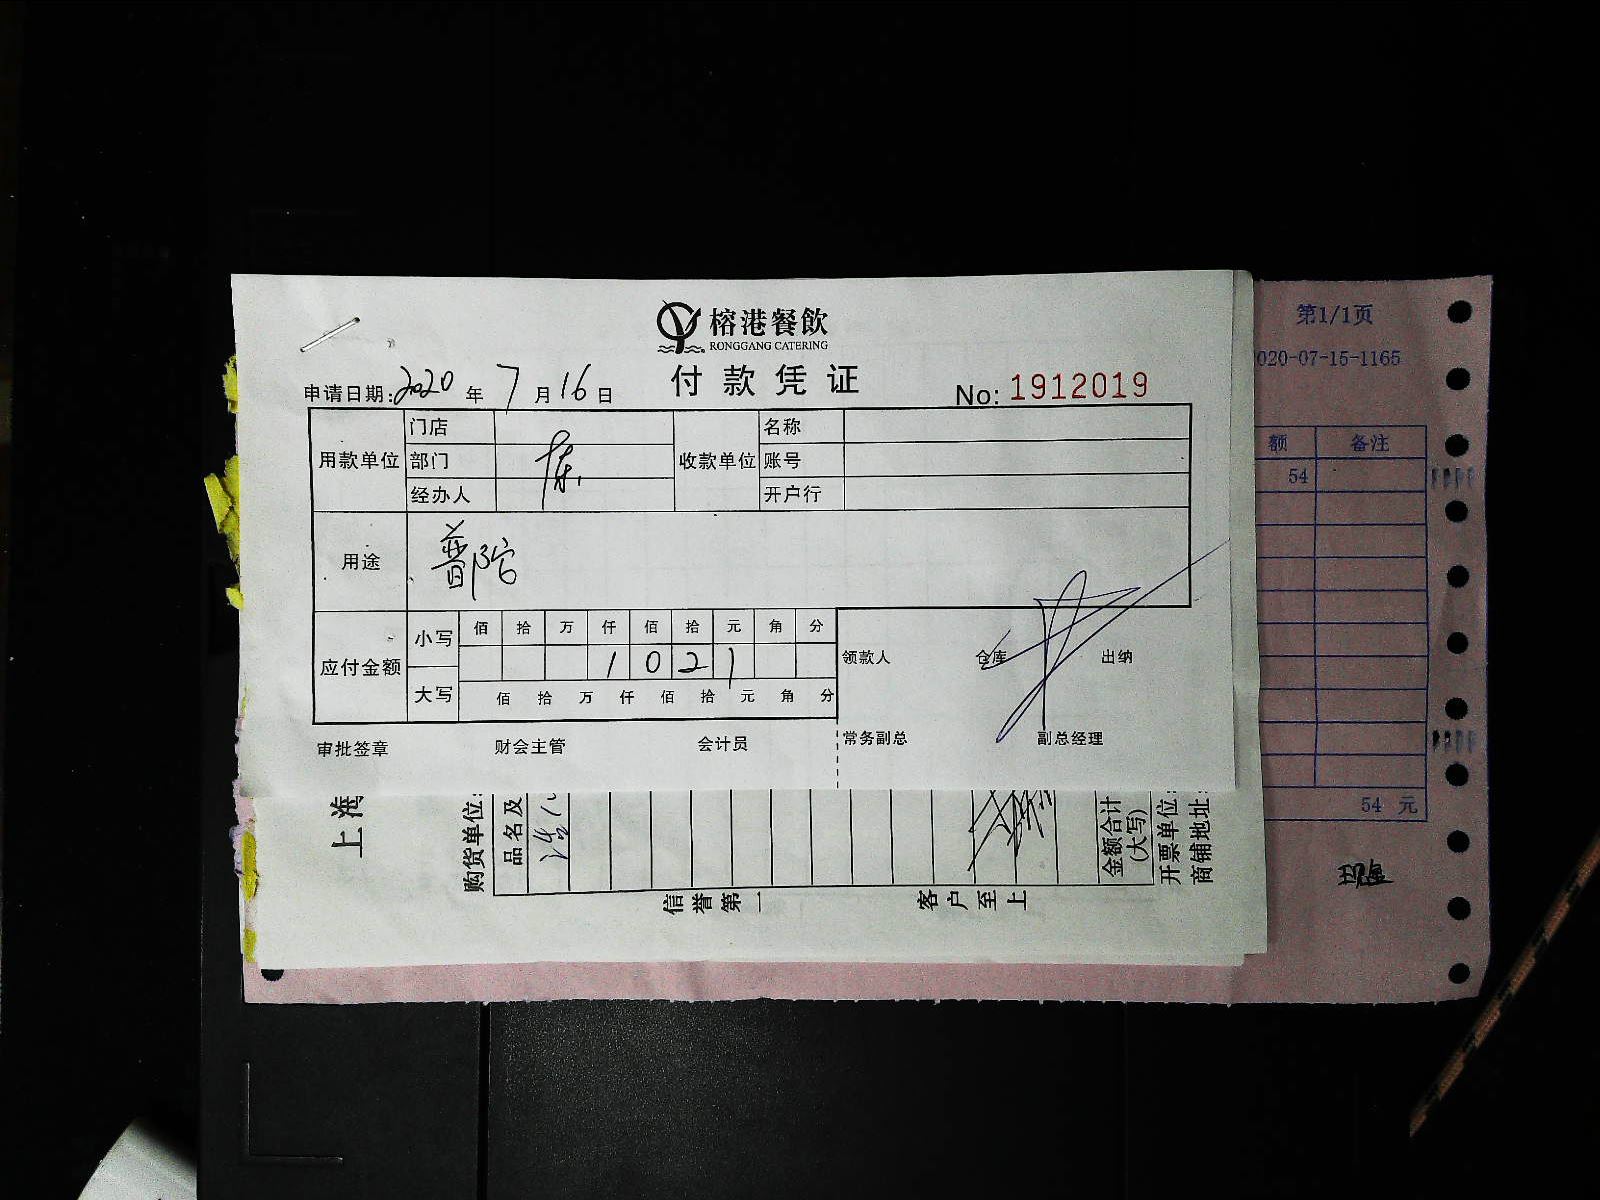 榕港餐飲
RONGGANG CATERING
付款凭证
申请日期:2020年7月16日
No: 1912019
用款单位 门店 收款单位 名称
部门 账号
经办人 开户行
用途 普陀
应付金额 小写 佰 拾 万 仟 佰 拾 元 角 分
1 0 2 1
大写 佰 拾 万 仟 佰 拾 元 角 分
领款人 仓库 出纳
审批签章 财会主管 会计员 常务副总 副总经理
上海
购货单位:
品名及
金额合计
(大写)
开票单位:
商铺地址:
信誉第一 客户至上
第1/1页
020-07-15-1165
额 备注
54
54 元